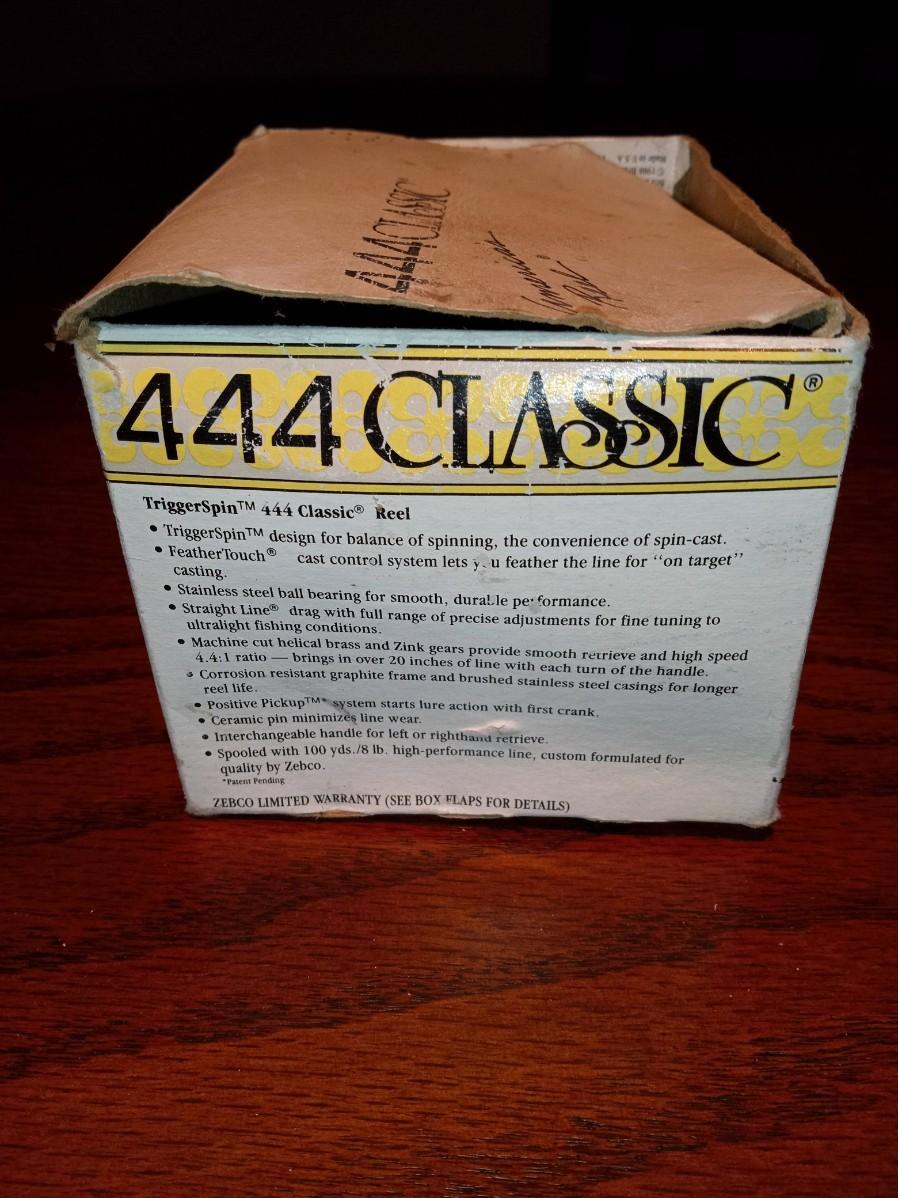 Made in U.S.A.
444CLASSIC
444CLASSIC®
TriggerSpin™ 444 Classic® Reel
• TriggerSpin™ design for balance of spinning, the convenience of spin-cast.
• FeatherTouch® cast control system lets you feather the line for “on target”
casting.
• Stainless steel ball bearing for smooth, durable performance.
• Straight Line® drag with full range of precise adjustments for fine tuning to
ultralight fishing conditions.
• Machine cut helical brass and Zink gears provide smooth retrieve and high speed
4.4:1 ratio — brings in over 20 inches of line with each turn of the handle.
• Corrosion resistant graphite frame and brushed stainless steel casings for longer
reel life.
• Positive Pickup™* system starts lure action with first crank.
• Ceramic pin minimizes line wear.
• Interchangeable handle for left or righthand retrieve.
• Spooled with 100 yds./8 lb. high-performance line, custom formulated for
quality by Zebco.
*Patent Pending
ZEBCO LIMITED WARRANTY (SEE BOX FLAPS FOR DETAILS)